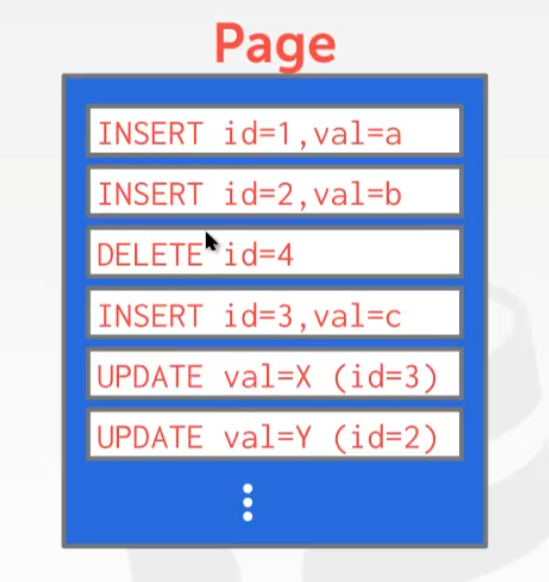 Page
INSERT id=1,val=a
INSERT id=2,val=b
DELETE id=4
INSERT id=3,val=c
UPDATE val=X (id=3)
UPDATE val=Y (id=2)